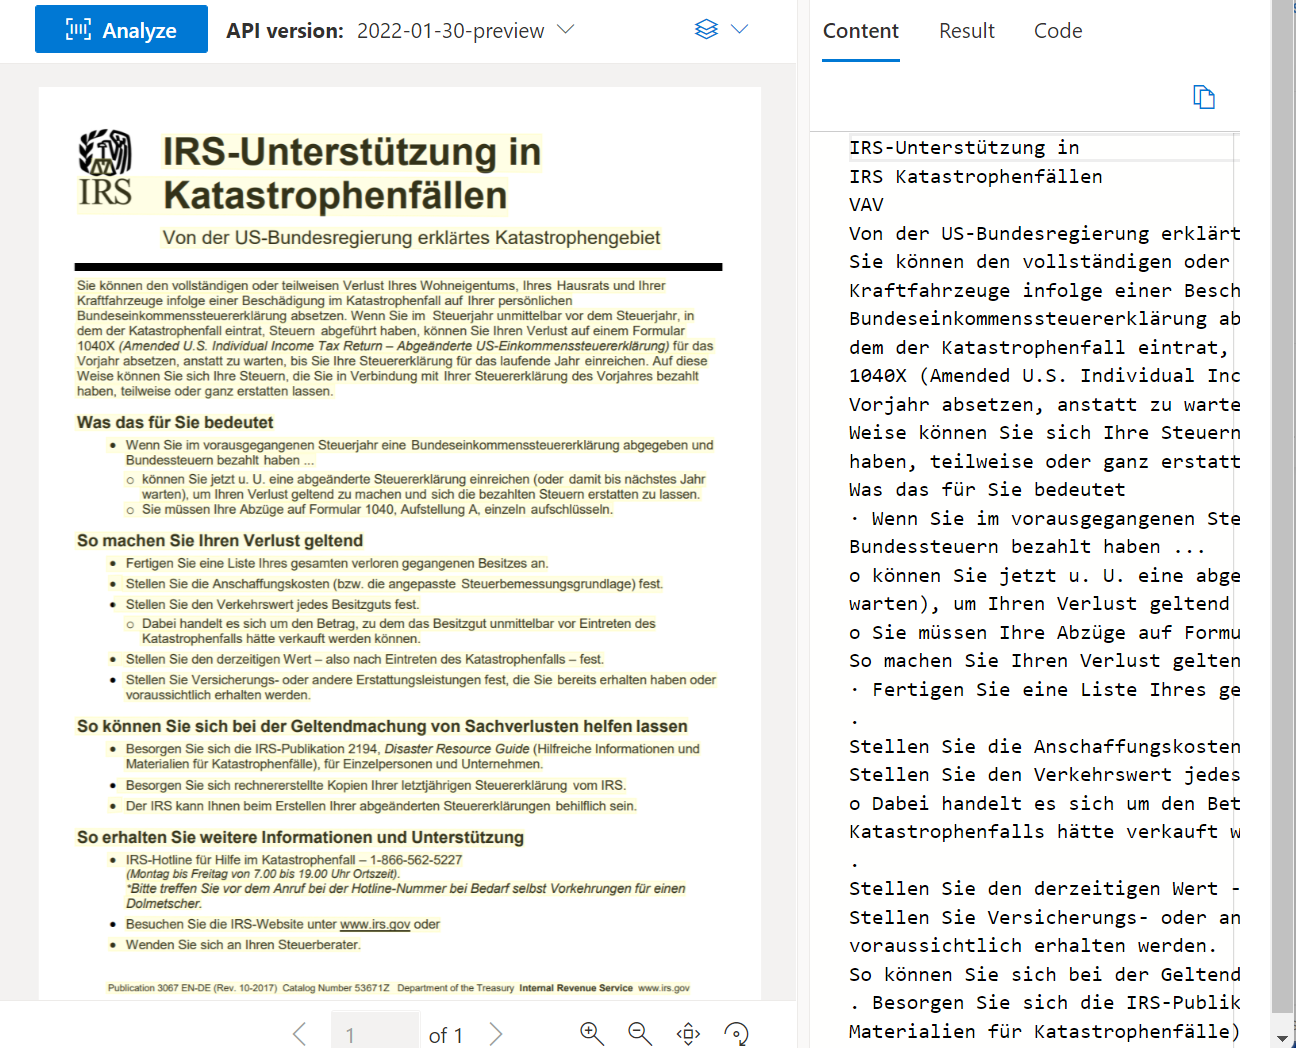 Analyze
API version: 2022-01-30-preview
IRS
IRS-Unterstützung in
Katastrophenfällen
Von der US-Bundesregierung erklärtes Katastrophengebiet
Sie können den vollständigen oder teilweisen Verlust Ihres Wohneigentums, Ihres Hausrats und Ihrer
Kraftfahrzeuge infolge einer Beschädigung im Katastrophenfall auf Ihrer persönlichen
Bundeseinkommenssteuererklärung absetzen. Wenn Sie im Steuerjahr unmittelbar vor dem Steuerjahr, in
dem der Katastrophenfall eintrat, Steuern abgeführt haben, können Sie Ihren Verlust auf einem Formular
1040X (Amended U.S. Individual Income Tax Return – Abgeänderte US-Einkommenssteuererklärung) für das
Vorjahr absetzen, anstatt zu warten, bis Sie Ihre Steuererklärung für das laufende Jahr einreichen. Auf diese
Weise können Sie sich Ihre Steuern, die Sie in Verbindung mit Ihrer Steuererklärung des Vorjahres bezahlt
haben, teilweise oder ganz erstatten lassen.
Was das für Sie bedeutet
• Wenn Sie im vorausgegangenen Steuerjahr eine Bundeseinkommenssteuererklärung abgegeben und
Bundessteuern bezahlt haben ...
o können Sie jetzt u. U. eine abgeänderte Steuererklärung einreichen (oder damit bis nächstes Jahr
warten), um Ihren Verlust geltend zu machen und sich die bezahlten Steuern erstatten zu lassen.
o Sie müssen Ihre Abzüge auf Formular 1040, Aufstellung A, einzeln aufschlüsseln.
So machen Sie Ihren Verlust geltend
• Fertigen Sie eine Liste Ihres gesamten verloren gegangenen Besitzes an.
• Stellen Sie die Anschaffungskosten (bzw. die angepasste Steuerbemessungsgrundlage) fest.
• Stellen Sie den Verkehrswert jedes Besitzguts fest.
o Dabei handelt es sich um den Betrag, zu dem das Besitzgut unmittelbar vor Eintreten des
Katastrophenfalls hätte verkauft werden können.
• Stellen Sie den derzeitigen Wert – also nach Eintreten des Katastrophenfalls – fest.
• Stellen Sie Versicherungs- oder andere Erstattungsleistungen fest, die Sie bereits erhalten haben oder
voraussichtlich erhalten werden.
So können Sie sich bei der Geltendmachung von Sachverlusten helfen lassen
• Besorgen Sie sich die IRS-Publikation 2194, Disaster Resource Guide (Hilfreiche Informationen und
Materialien für Katastrophenfälle), für Einzelpersonen und Unternehmen.
• Besorgen Sie sich rechnererstellte Kopien Ihrer letztjährigen Steuererklärung vom IRS.
• Der IRS kann Ihnen beim Erstellen Ihrer abgeänderten Steuererklärungen behilflich sein.
So erhalten Sie weitere Informationen und Unterstützung
• IRS-Hotline für Hilfe im Katastrophenfall – 1-866-562-5227
(Montag bis Freitag von 7.00 bis 19.00 Uhr Ortszeit).
*Bitte treffen Sie vor dem Anruf bei der Hotline-Nummer bei Bedarf selbst Vorkehrungen für einen
Dolmetscher.
• Besuchen Sie die IRS-Website unter www.irs.gov oder
• Wenden Sie sich an Ihren Steuerberater.
Publication 3067 EN-DE (Rev. 10-2017) Catalog Number 53671Z Department of the Treasury Internal Revenue Service www.irs.gov
1 of 1
Content Result Code
IRS-Unterstützung in
IRS Katastrophenfällen
VAV
Von der US-Bundesregierung erklärt
Sie können den vollständigen oder
Kraftfahrzeuge infolge einer Besch
Bundeseinkommenssteuererklärung ab
dem der Katastrophenfall eintrat,
1040X (Amended U.S. Individual Inc
Vorjahr absetzen, anstatt zu warte
Weise können Sie sich Ihre Steuern
haben, teilweise oder ganz erstatt
Was das für Sie bedeutet
· Wenn Sie im vorausgegangenen Ste
Bundessteuern bezahlt haben ...
o können Sie jetzt u. U. eine abge
warten), um Ihren Verlust geltend
o Sie müssen Ihre Abzüge auf Formu
So machen Sie Ihren Verlust gelten
· Fertigen Sie eine Liste Ihres ge
.
Stellen Sie die Anschaffungskosten
Stellen Sie den Verkehrswert jedes
o Dabei handelt es sich um den Bet
Katastrophenfalls hätte verkauft w
.
Stellen Sie den derzeitigen Wert -
Stellen Sie Versicherungs- oder an
voraussichtlich erhalten werden.
So können Sie sich bei der Geltend
. Besorgen Sie sich die IRS-Publik
Materialien für Katastrophenfälle)